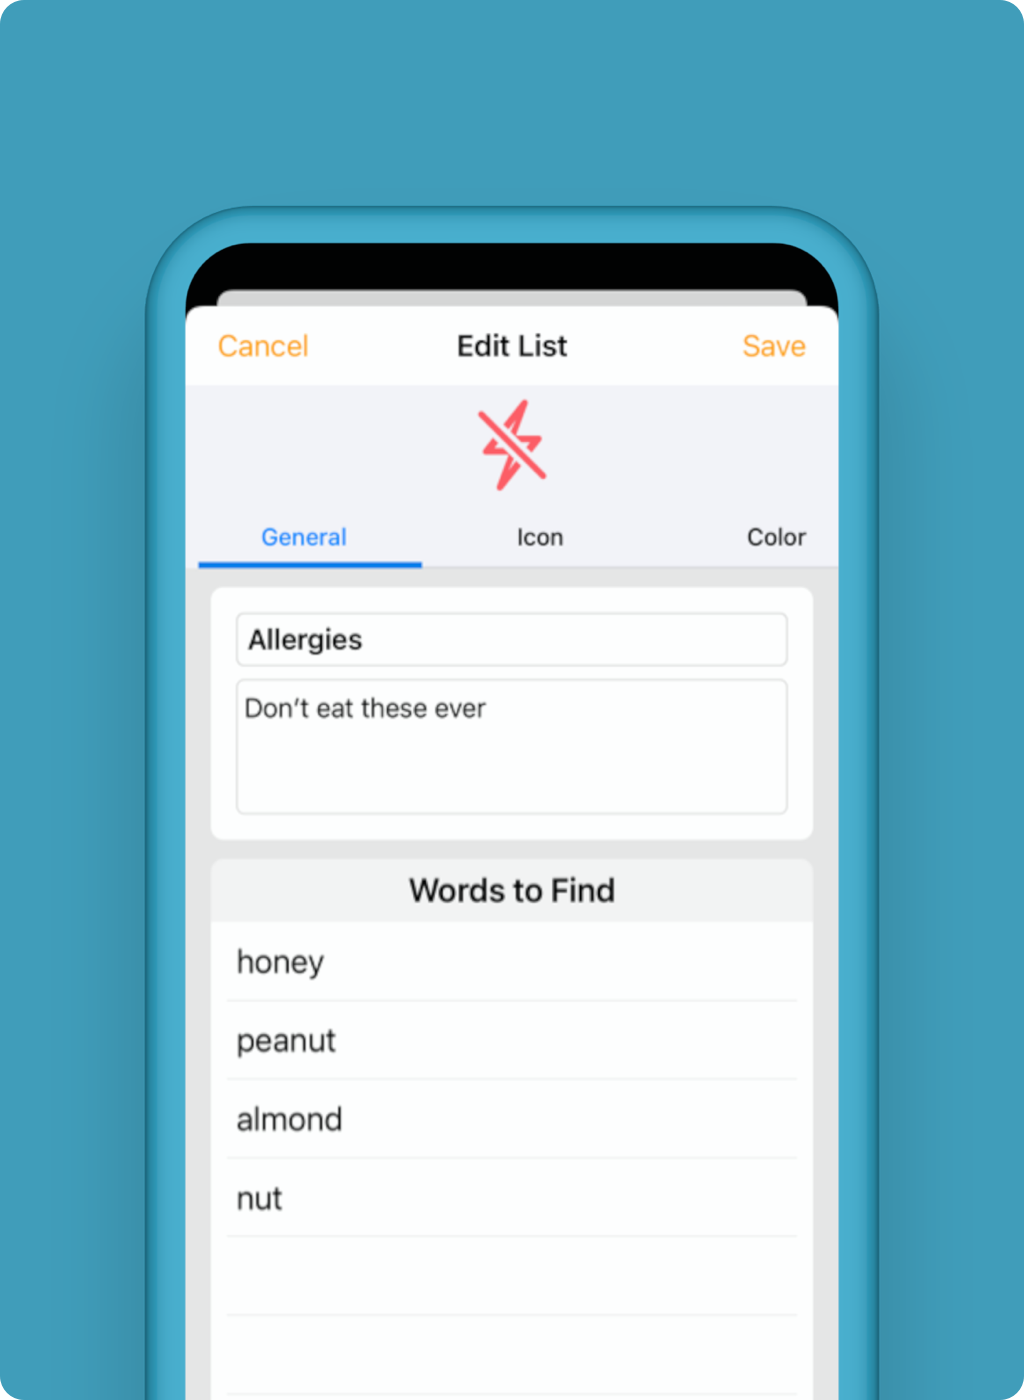 Cancel Edit List Save
General Icon Color
Allergies
Don’t eat these ever
Words to Find
honey
peanut
almond
nut